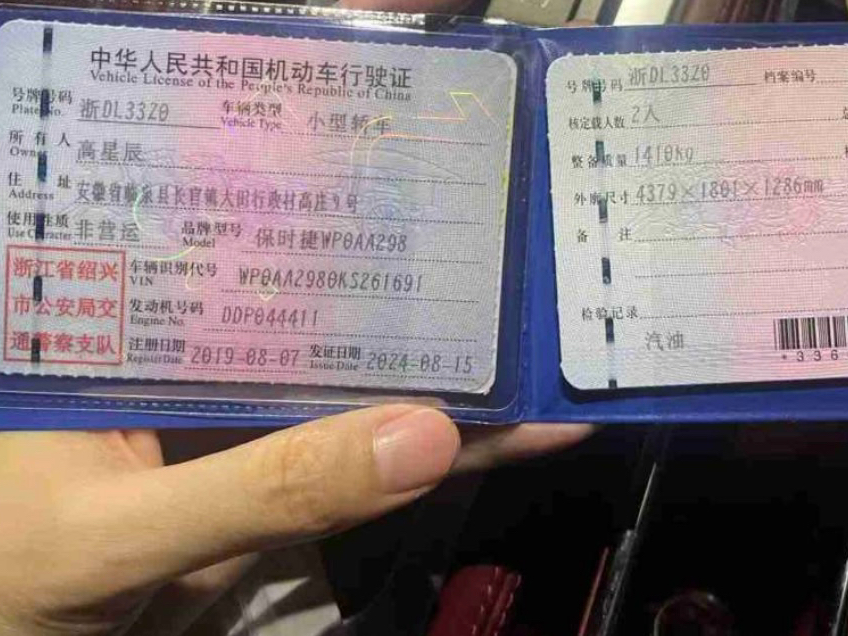 中华人民共和国机动车行驶证
Vehicle License of the People's Republic of China
号牌号码 浙DL33Z0 车辆类型 小型轿车
Plate No. Vehicle Type
所有人 高星辰
Owner
住址 安徽省临泉县长官镇大田行政村高庄9号
Address
使用性质 非营运 品牌型号 保时捷WP0AA298
Use Character Model
浙江省绍兴
市公安局交
通警察支队
车辆识别代号 WP0AA2980KS261691
VIN
发动机号码 DDP044411
Engine No.
注册日期 2019-08-07 发证日期 2024-08-15
Register Date Issue Date
号牌号码 浙DL33Z0 档案编号
核定载人数 2人
整备质量 1410kg
外廓尺寸 4379×1801×1286mm
备注
检验记录
汽油
*336